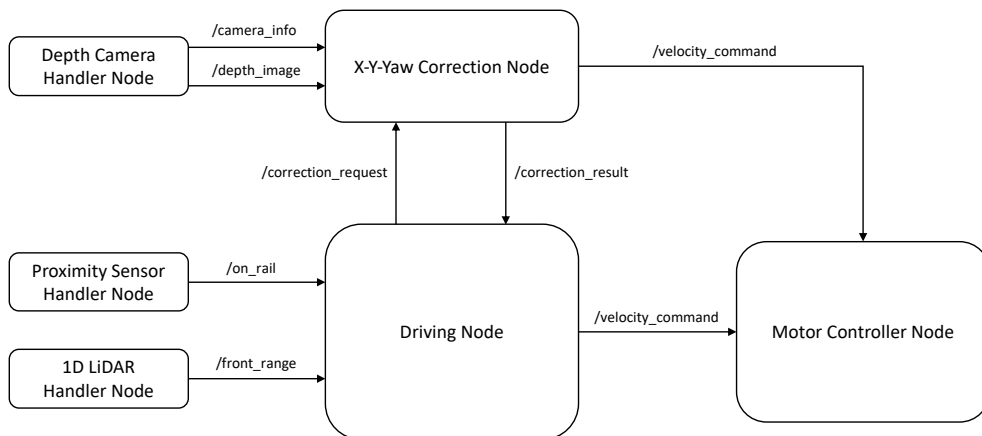 /camera_info
Depth Camera
Handler Node
/depth_image
X-Y-Yaw Correction Node
/velocity_command
/correction_request
/correction_result
Proximity Sensor
Handler Node
/on_rail
Driving Node
/velocity_command
Motor Controller Node
1D LiDAR
Handler Node
/front_range